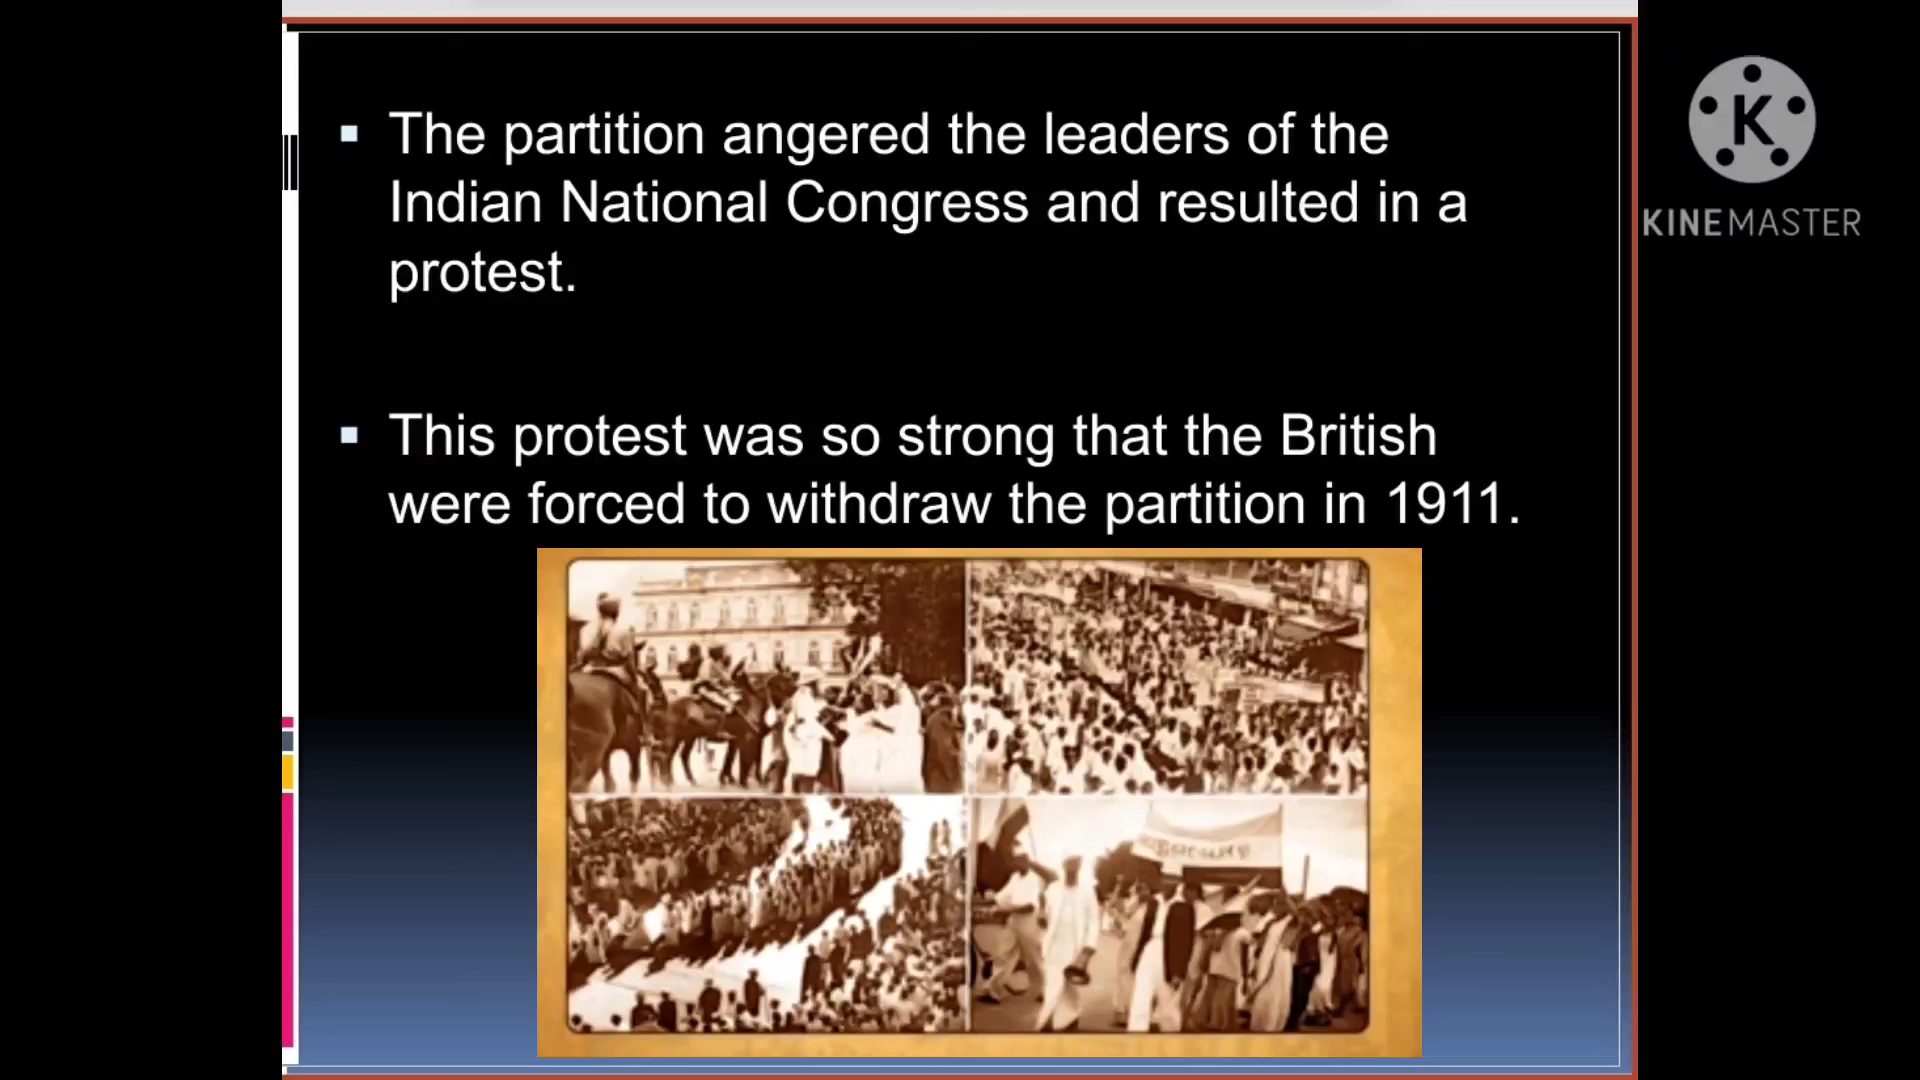 The partition angered the leaders of the
Indian National Congress and resulted in a
protest.
This protest was so strong that the British
were forced to withdraw the partition in 1911.
K
KINEMASTER